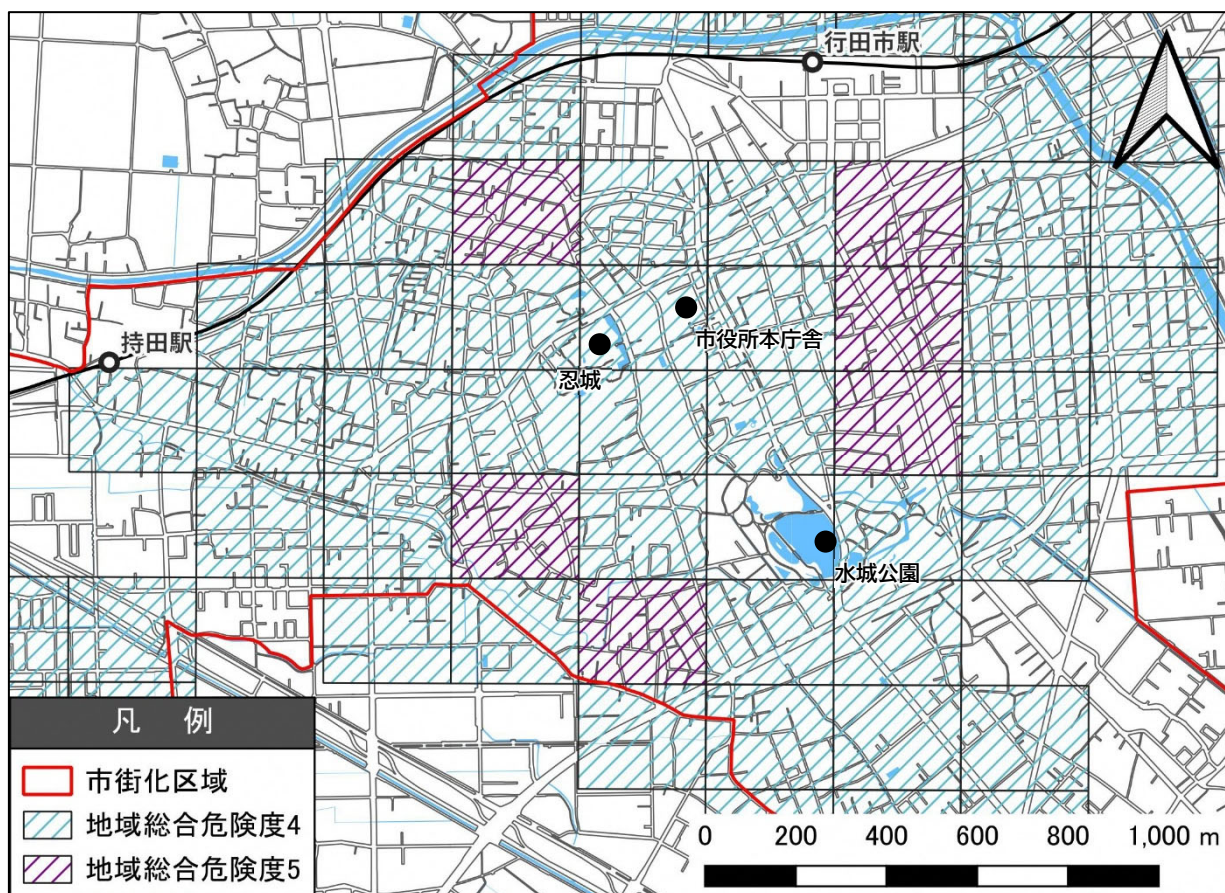 行田市駅
持田駅
市役所本庁舎
忍城
水城公園
凡 例
市街化区域
地域総合危険度4
地域総合危険度5
0 200 400 600 800 1,000 m